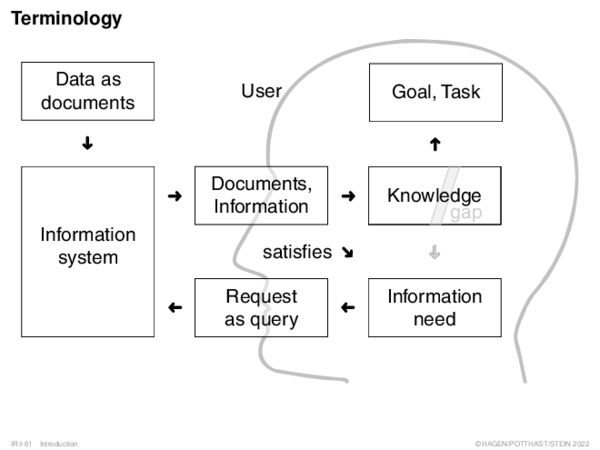 Terminology
Data as
documents
User
Goal, Task
Information
system
Documents,
Information
Knowledge
gap
satisfies
Request
as query
Information
need
IR:I-61 Introduction
©HAGEN/POTTHAST/STEIN 2022